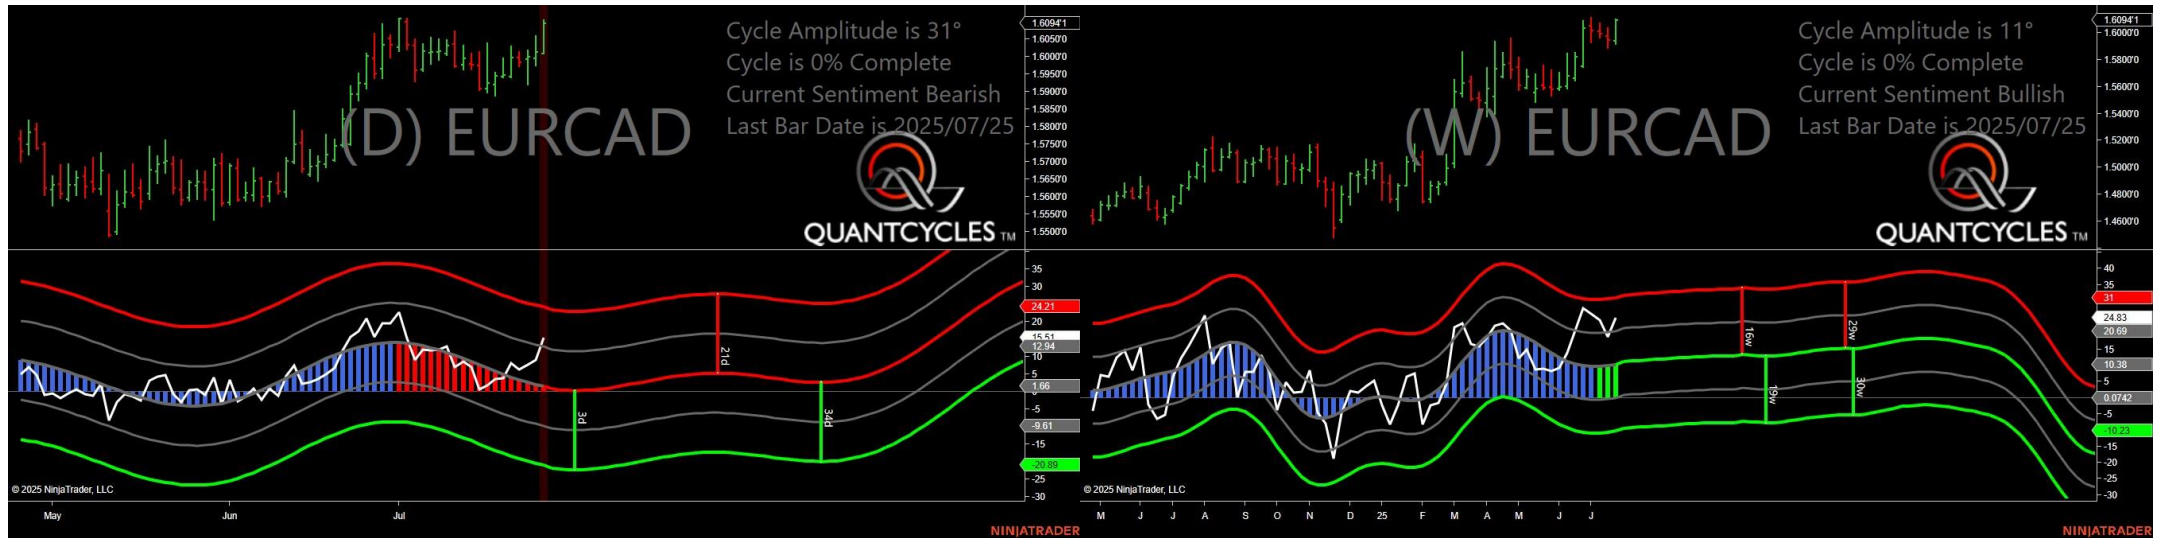 Cycle Amplitude is 31°
Cycle is 0% Complete
Current Sentiment Bearish
Last Bar Date is 2025/07/25
(D) EURCAD
QUANTCYCLES TM
1.6094'1
1.6050'0
1.6000'0
1.5950'0
1.5900'0
1.5850'0
1.5800'0
1.5750'0
1.5700'0
1.5650'0
1.5600'0
1.5550'0
1.5500'0
35
30
24.21
20
15.51
12.94
10
5
1.66
-5
-9.61
-15
-20.89
-25
-30
21d
3d
34d
© 2025 NinjaTrader, LLC
May
Jun
Jul
NINJATRADER
Cycle Amplitude is 11°
Cycle is 0% Complete
Current Sentiment Bullish
Last Bar Date is 2025/07/25
(W) EURCAD
QUANTCYCLES TM
1.6094'1
1.6000'0
1.5800'0
1.5600'0
1.5400'0
1.5200'0
1.5000'0
1.4800'0
1.4600'0
40
35
31
24.83
20.69
15
10.38
5
0.0742
-5
-10.23
-15
-20
-25
-30
16w
29w
19w
30w
© 2025 NinjaTrader, LLC
M J J A S O N D 25 F M A M J J
NINJATRADER